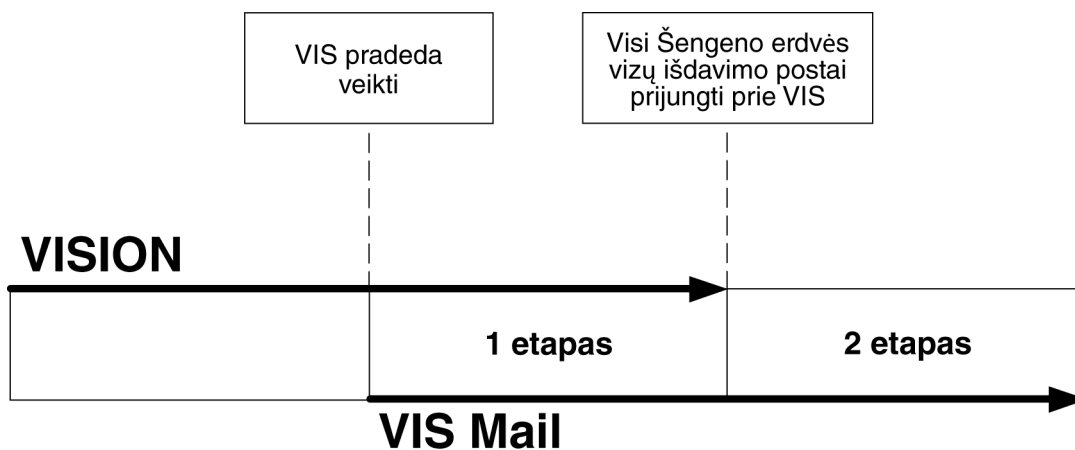 VIS pradeda
veikti
Visi Šengeno erdvės
vizų išdavimo postai
prijungti prie VIS
VISION
1 etapas
2 etapas
VIS Mail